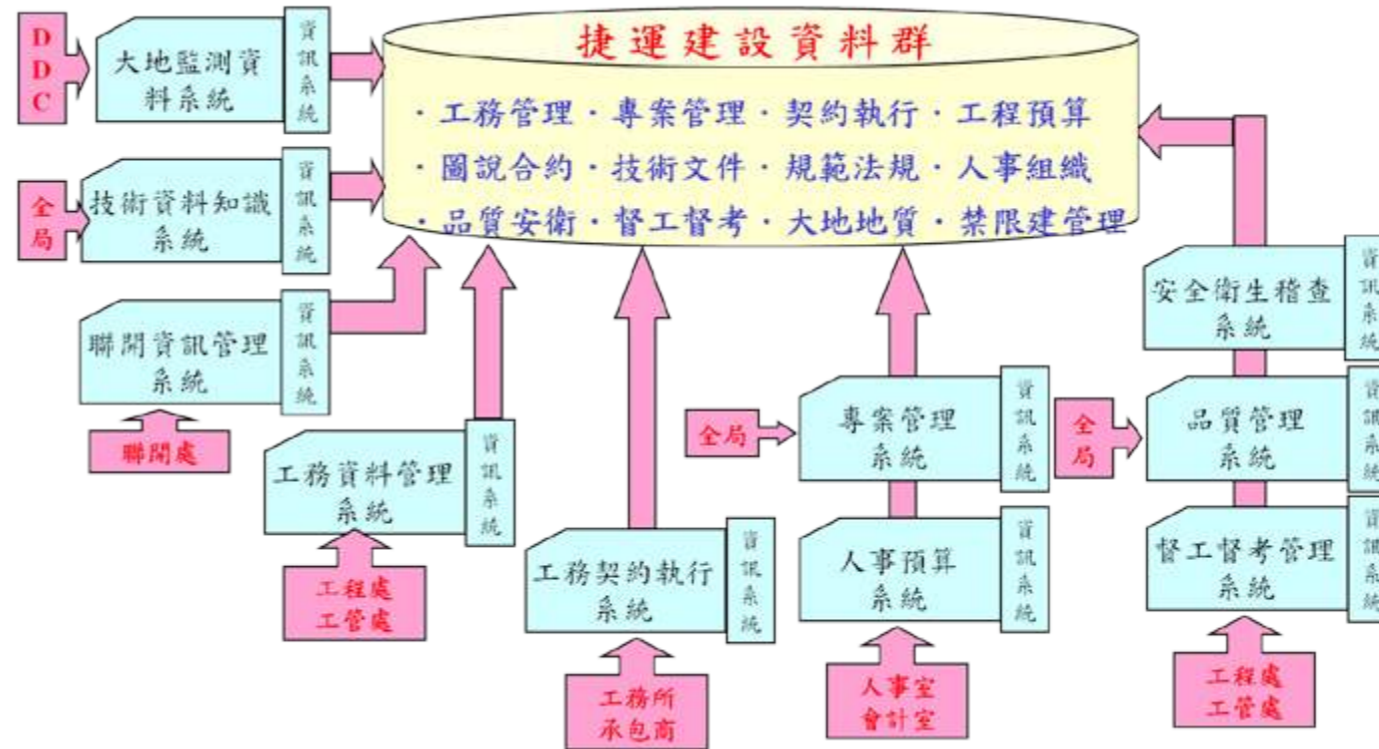 捷運建設資料群
·工務管理·專案管理·契約執行·工程預算
·圖說合約·技術文件·規範法規·人事組織
·品質安衛·督工督考·大地地質·禁限建管理
DDC
大地監測資
料系統
資訊系統
全局
技術資料知識
系統
資訊系統
聯開資訊管理
系統
資訊系統
聯開處
工務資料管理
系統
資訊系統
工程處
工管處
工務契約執行
系統
資訊系統
工務所
承包商
全局
專案管理
系統
資訊系統
人事預算
系統
資訊系統
人事室
會計室
安全衛生稽查
系統
資訊系統
全局
品質管理
系統
資訊系統
督工督考管理
系統
資訊系統
工程處
工管處